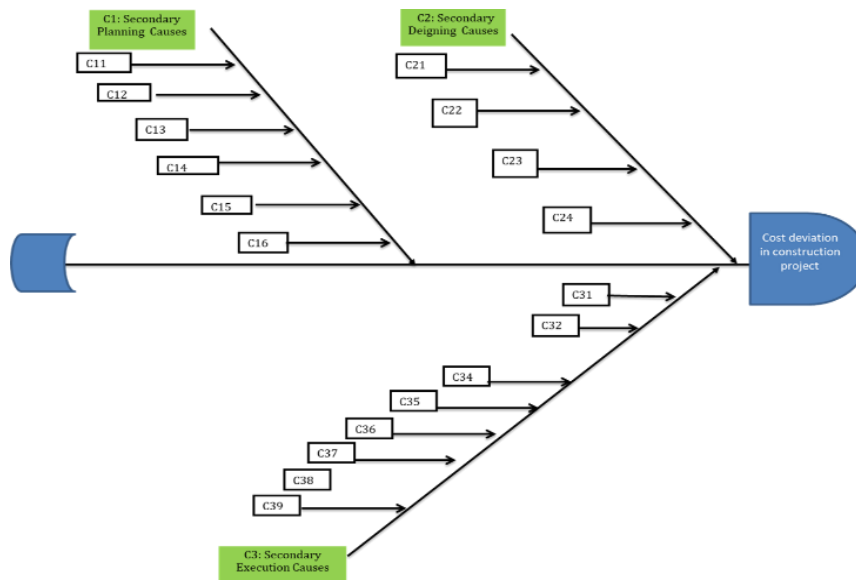 C1: Secondary
Planning Causes
C11
C12
C13
C14
C15
C16
C2: Secondary
Deigning Causes
C21
C22
C23
C24
Cost deviation
in construction
project
C31
C32
C34
C35
C36
C37
C38
C39
C3: Secondary
Execution Causes